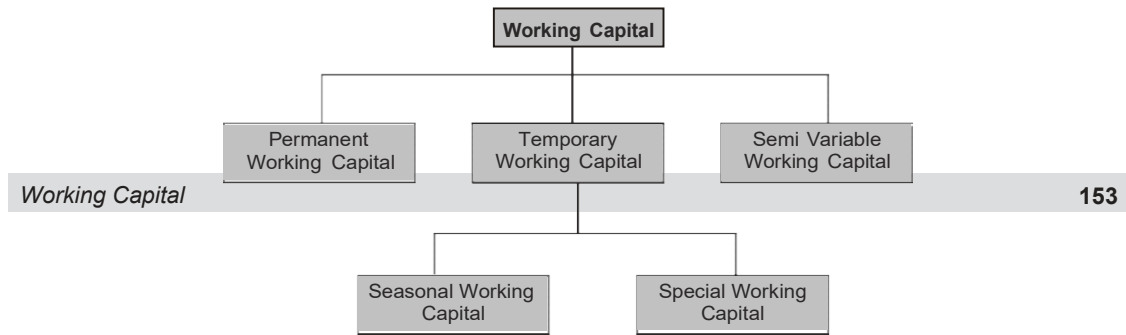 Working Capital
Permanent
Working Capital
Temporary
Working Capital
Semi Variable
Working Capital
Working Capital
153
Seasonal Working
Capital
Special Working
Capital